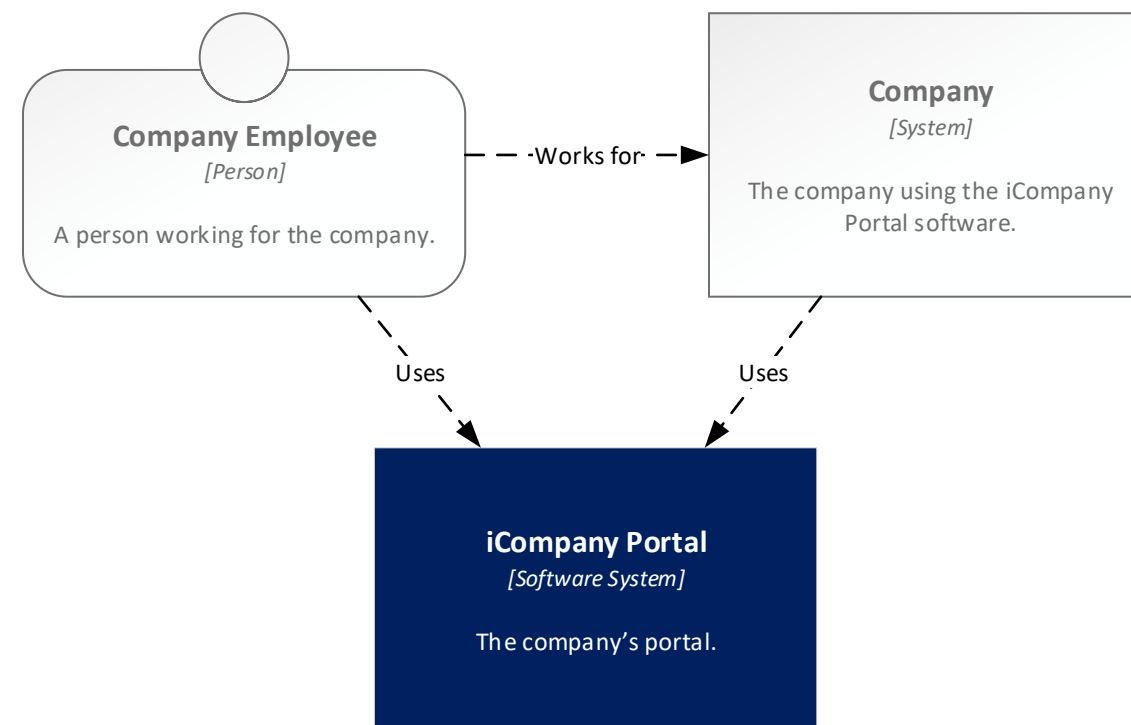 Company Employee
[Person]
A person working for the company.
Works for
Company
[System]
The company using the iCompany
Portal software.
Uses
Uses
iCompany Portal
[Software System]
The company’s portal.